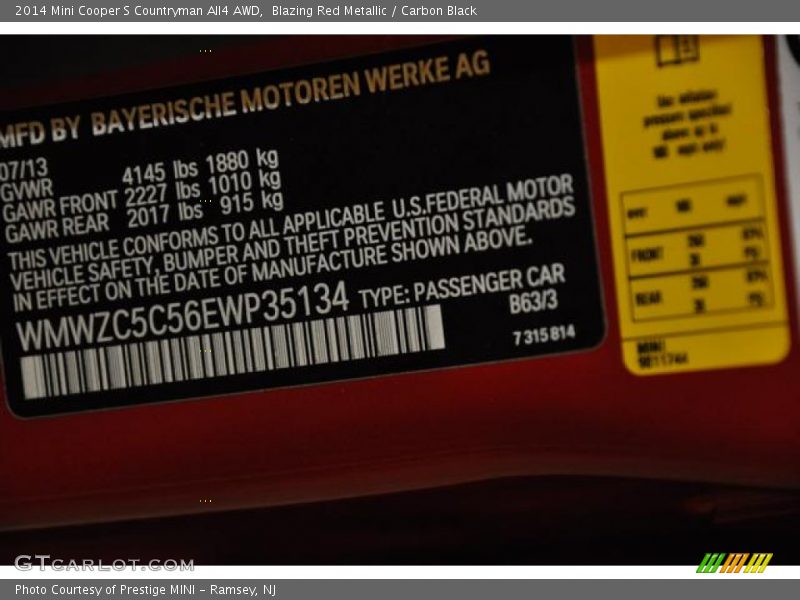 2014 Mini Cooper S Countryman All4 AWD,  Blazing Red Metallic / Carbon Black
MFD BY BAYERISCHE MOTOREN WERKE AG
07/13
GVWR 4145 lbs 1880 kg
GAWR FRONT 2227 lbs 1010 kg
GAWR REAR 2017 lbs 915 kg
THIS VEHICLE CONFORMS TO ALL APPLICABLE U.S.FEDERAL MOTOR
VEHICLE SAFETY, BUMPER AND THEFT PREVENTION STANDARDS
IN EFFECT ON THE DATE OF MANUFACTURE SHOWN ABOVE.
WMWZC5C56EWP35134 TYPE: PASSENGER CAR
B63/3
7 315 814
FRONT
REAR
MINI
GTCARLOT.COM
Photo Courtesy of Prestige MINI - Ramsey, NJ